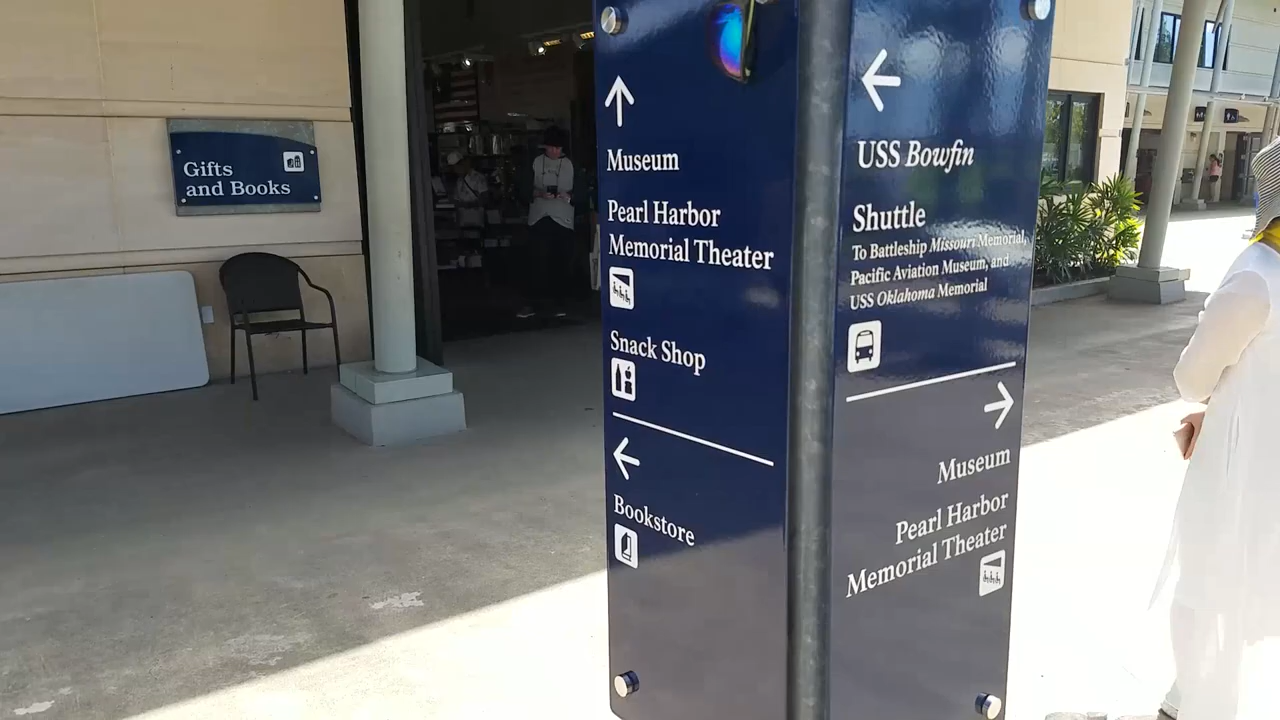 Gifts
and Books
Museum
Pearl Harbor
Memorial Theater
Snack Shop
Bookstore
USS Bowfin
Shuttle
To Battleship Missouri Memorial,
Pacific Aviation Museum, and
USS Oklahoma Memorial
Museum
Pearl Harbor
Memorial Theater